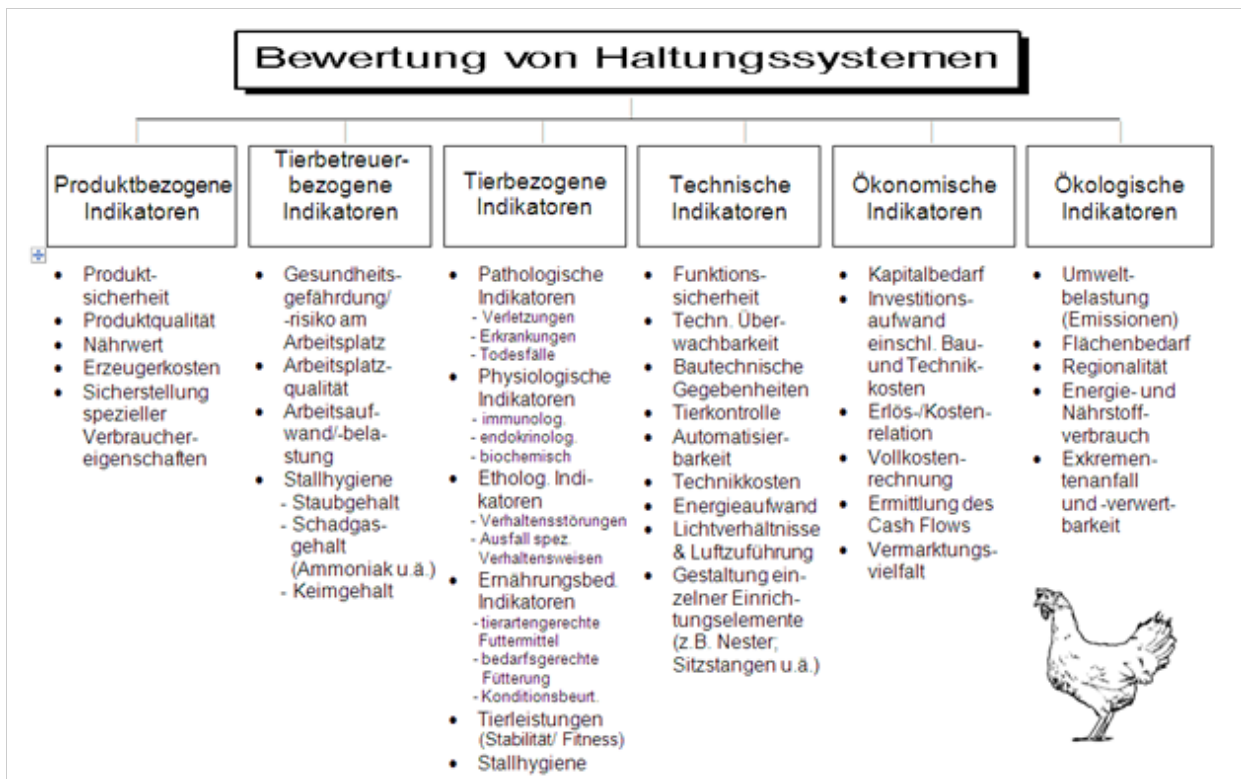 Bewertung von Haltungssystemen
Produktbezogene
Indikatoren
• Produkt-
sicherheit
• Produktqualität
• Nährwert
• Erzeugerkosten
• Sicherstellung
spezieller
Verbraucher-
eigenschaften
Tierbetreuer-
bezogene
Indikatoren
• Gesundheits-
gefährdung/
-risiko am
Arbeitsplatz
• Arbeitsplatz-
qualität
• Arbeitsauf-
wand/-bela-
stung
• Stallhygiene
- Staubgehalt
- Schadgas-
gehalt
(Ammoniak u.ä.)
- Keimgehalt
Tierbezogene
Indikatoren
• Pathologische
Indikatoren
- Verletzungen
- Erkrankungen
- Todesfälle
• Physiologische
Indikatoren
- immunolog.
- endokrinolog.
- biochemisch
• Etholog. Indi-
katoren
- Verhaltensstörungen
- Ausfall spez.
Verhaltensweisen
• Ernährungsbed.
Indikatoren
- tierartengerechte
Futtermittel
- bedarfsgerechte
Fütterung
- Konditionsbeurt.
• Tierleistungen
(Stabilität/ Fitness)
• Stallhygiene
Technische
Indikatoren
• Funktions-
sicherheit
• Techn. Über-
wachbarkeit
• Bautechnische
Gegebenheiten
• Tierkontrolle
• Automatisier-
barkeit
• Technikkosten
• Energieaufwand
• Lichtverhältnisse
& Luftzuführung
• Gestaltung ein-
zelner Einrich-
tungselemente
(z.B. Nester;
Sitzstangen u.ä.)
Ökonomische
Indikatoren
• Kapitalbedarf
• Investitions-
aufwand
einschl. Bau-
und Technik-
kosten
• Erlös-/Kosten-
relation
• Vollkosten-
rechnung
• Ermittlung des
Cash Flows
• Vermarktungs-
vielfalt
Ökologische
Indikatoren
• Umwelt-
belastung
(Emissionen)
• Flächenbedarf
• Regionalität
• Energie- und
Nährstoff-
verbrauch
• Exkremen-
tenanfall
und -verwert-
barkeit